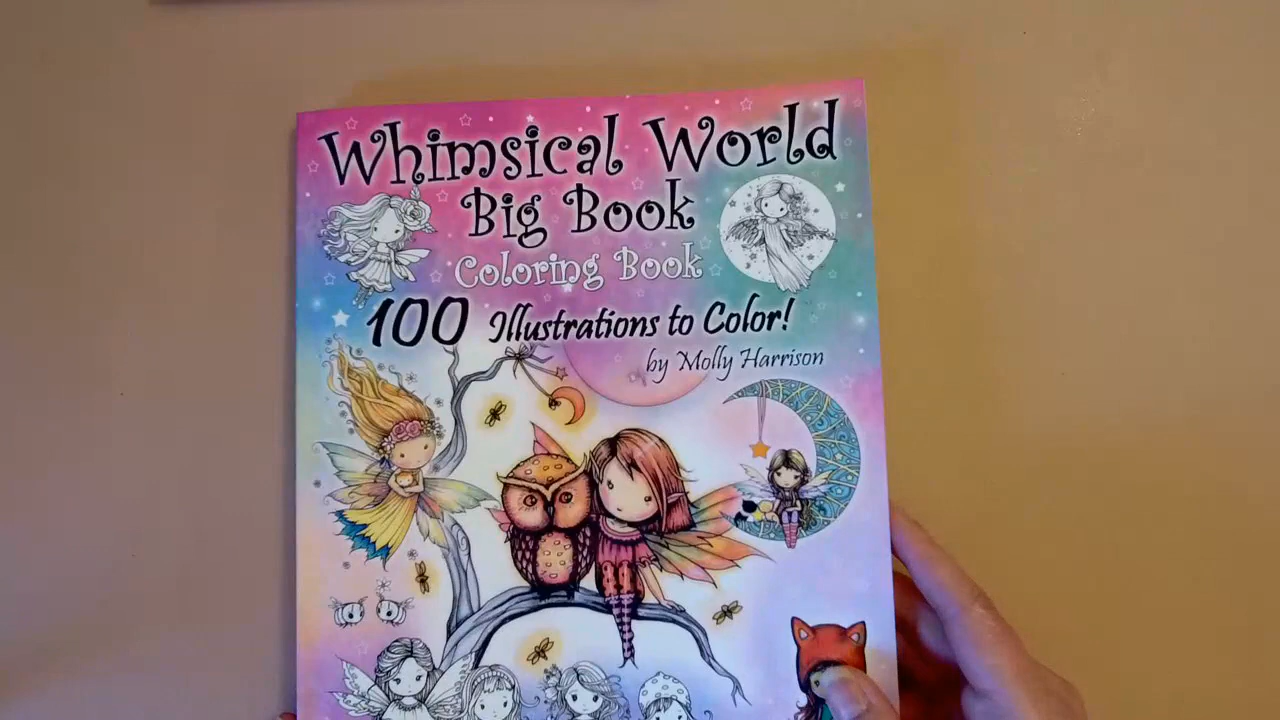 Whimsical World
Big Book
Coloring Book
100 Illustrations to Color!
by Molly Harrison